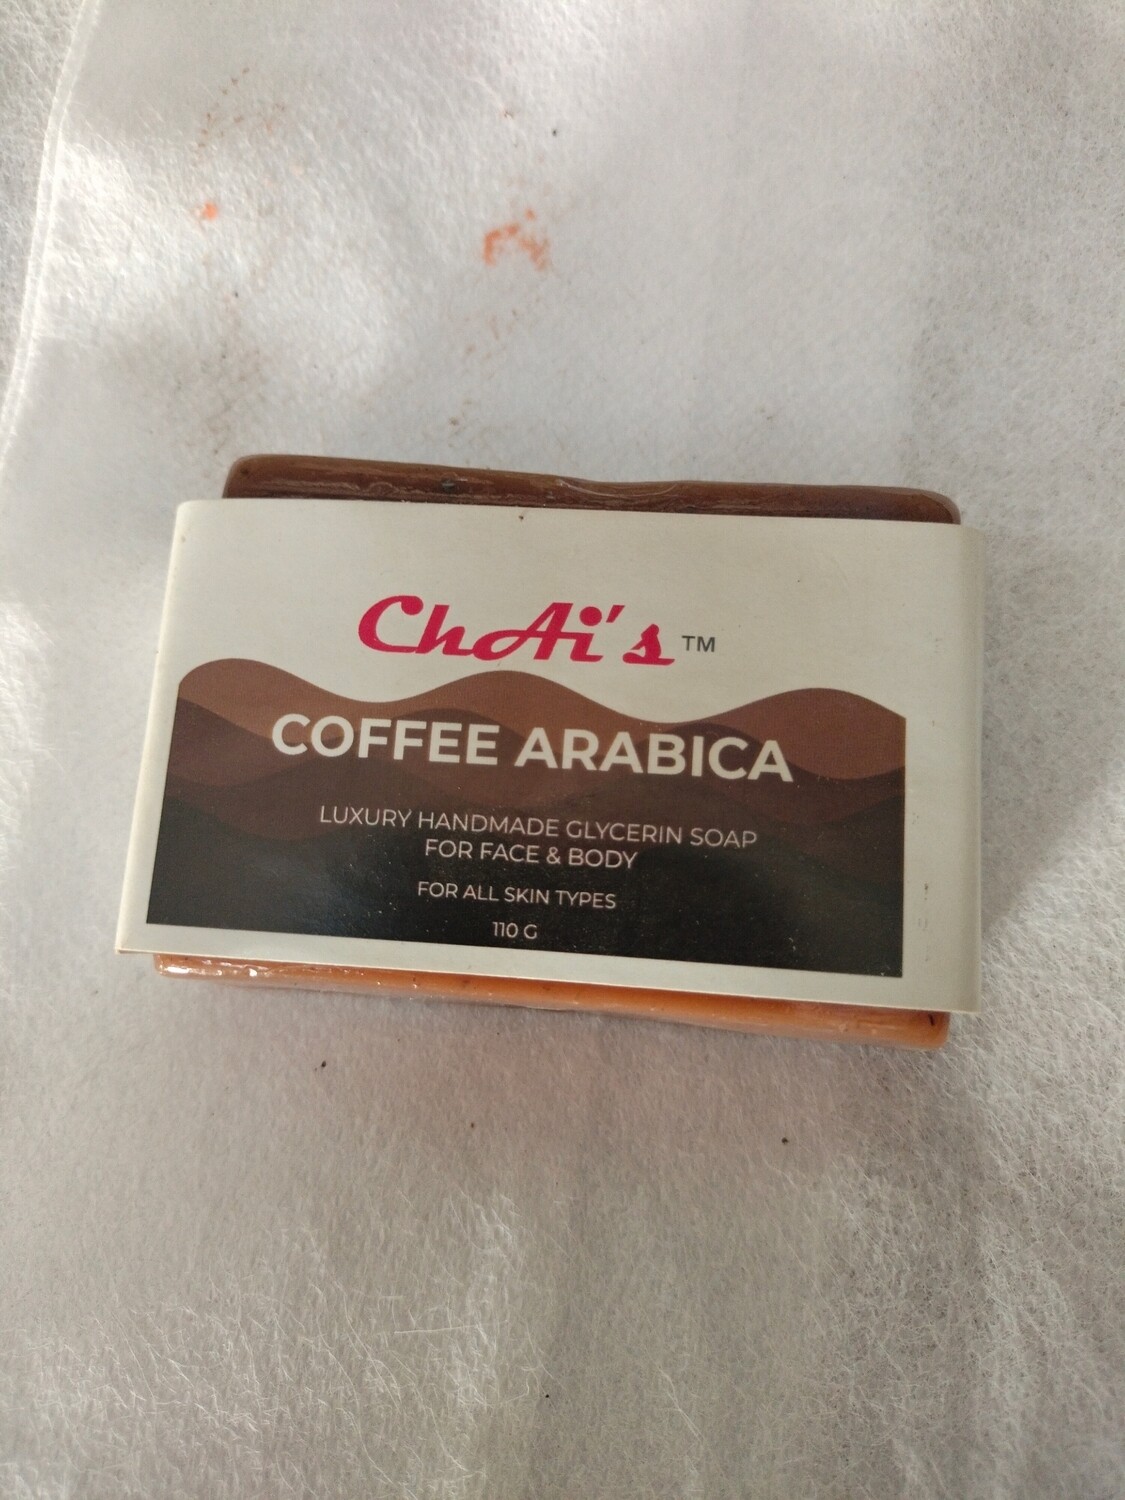 ChAi's™
COFFEE ARABICA
LUXURY HANDMADE GLYCERIN SOAP
FOR FACE & BODY
FOR ALL SKIN TYPES
110 G